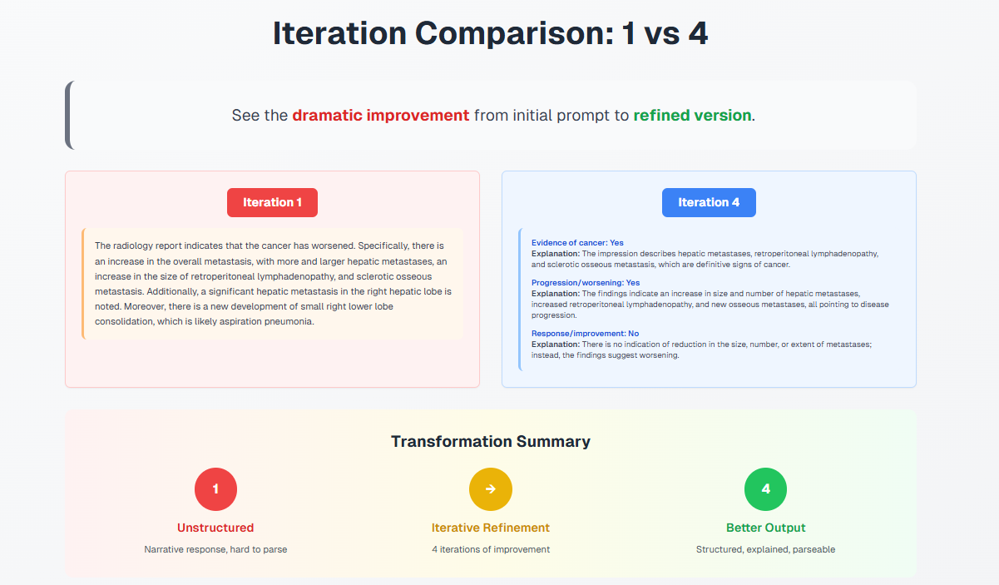 Iteration Comparison: 1 vs 4
See the dramatic improvement from initial prompt to refined version.
Iteration 1
The radiology report indicates that the cancer has worsened. Specifically, there is
an increase in the overall metastasis, with more and larger hepatic metastases, an
increase in the size of retroperitoneal lymphadenopathy, and sclerotic osseous
metastasis. Additionally, a significant hepatic metastasis in the right hepatic lobe is
noted. Moreover, there is a new development of small right lower lobe
consolidation, which is likely aspiration pneumonia.
Iteration 4
Evidence of cancer: Yes
Explanation: The impression describes hepatic metastases, retroperitoneal lymphadenopathy,
and sclerotic osseous metastasis, which are definitive signs of cancer.
Progression/worsening: Yes
Explanation: The findings indicate an increase in size and number of hepatic metastases,
increased retroperitoneal lymphadenopathy, and new osseous metastases, all pointing to disease
progression.
Response/improvement: No
Explanation: There is no indication of reduction in the size, number, or extent of metastases;
instead, the findings suggest worsening.
Transformation Summary
1
→
4
Unstructured
Iterative Refinement
Better Output
Narrative response, hard to parse
4 iterations of improvement
Structured, explained, parseable